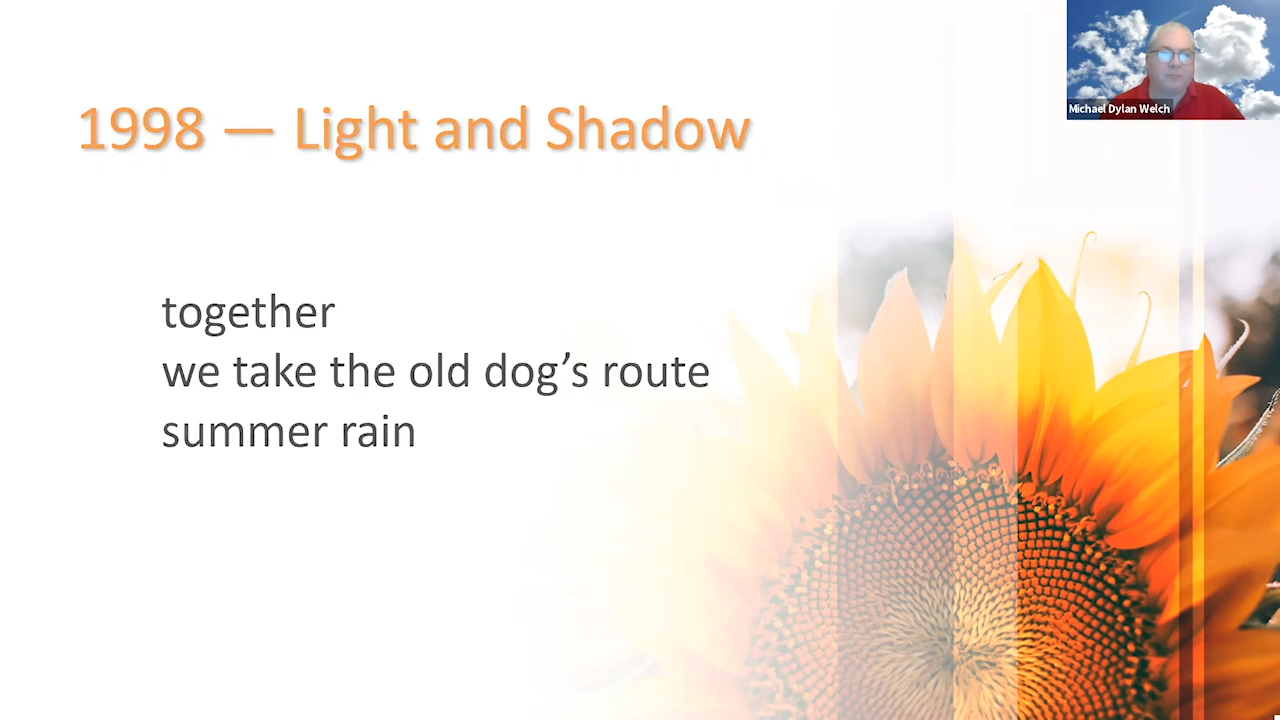 Michael Dylan Welch
1998 — Light and Shadow
together
we take the old dog’s route
summer rain